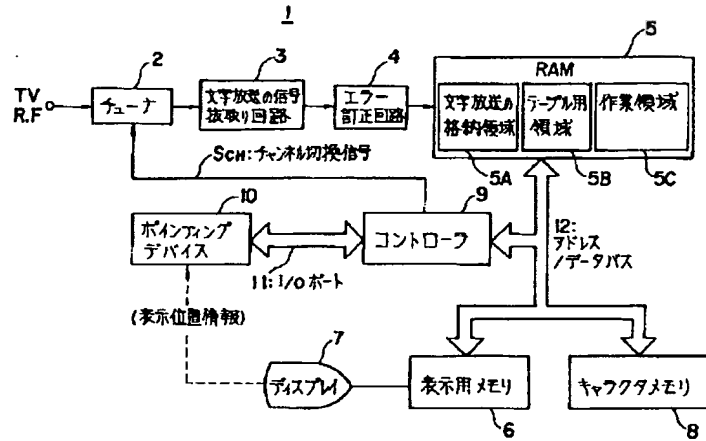 1
2
3
4
5
TV
R.F
チューナ
文字放送の信号
抜取り回路
エラー
訂正回路
RAM
文字放送の
格納領域
テーブル用
領域
作業領域
5A
5B
5C
SCH:チャンネル切換信号
10
9
ポインティング
デバイス
コントローラ
12:
アドレス
/データバス
11:I/Oポート
(表示位置情報)
7
ディスプレイ
表示用メモリ
キャラクタメモリ
6
8